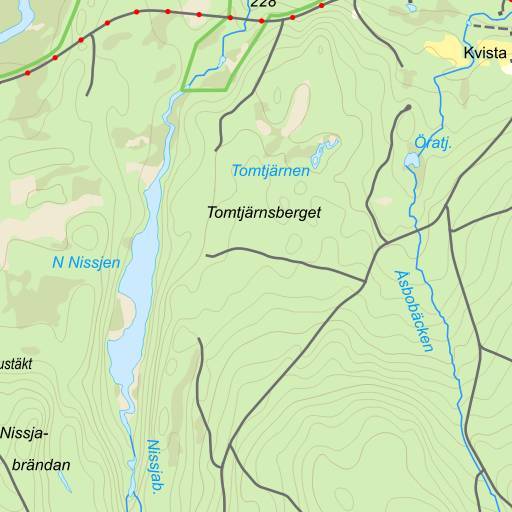 228
Kvista
Öratj.
Tomtjärnen
Tomtjärnsberget
N Nissjen
Åsbobäcken
ustäkt
Nissja-
brändan
Nissjab.